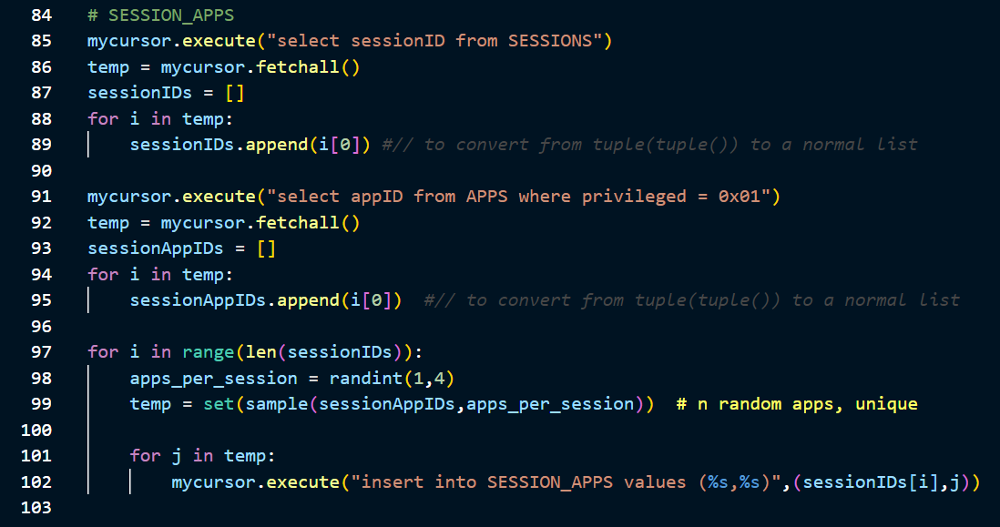 84 # SESSION_APPS
85 mycursor.execute("select sessionID from SESSIONS")
86 temp = mycursor.fetchall()
87 sessionIDs = []
88 for i in temp:
89     sessionIDs.append(i[0]) #// to convert from tuple(tuple()) to a normal list
90
91 mycursor.execute("select appID from APPS where privileged = 0x01")
92 temp = mycursor.fetchall()
93 sessionAppIDs = []
94 for i in temp:
95     sessionAppIDs.append(i[0])  #// to convert from tuple(tuple()) to a normal list
96
97 for i in range(len(sessionIDs)):
98     apps_per_session = randint(1,4)
99     temp = set(sample(sessionAppIDs,apps_per_session))  # n random apps, unique
100
101     for j in temp:
102         mycursor.execute("insert into SESSION_APPS values (%s,%s)",(sessionIDs[i],j))
103